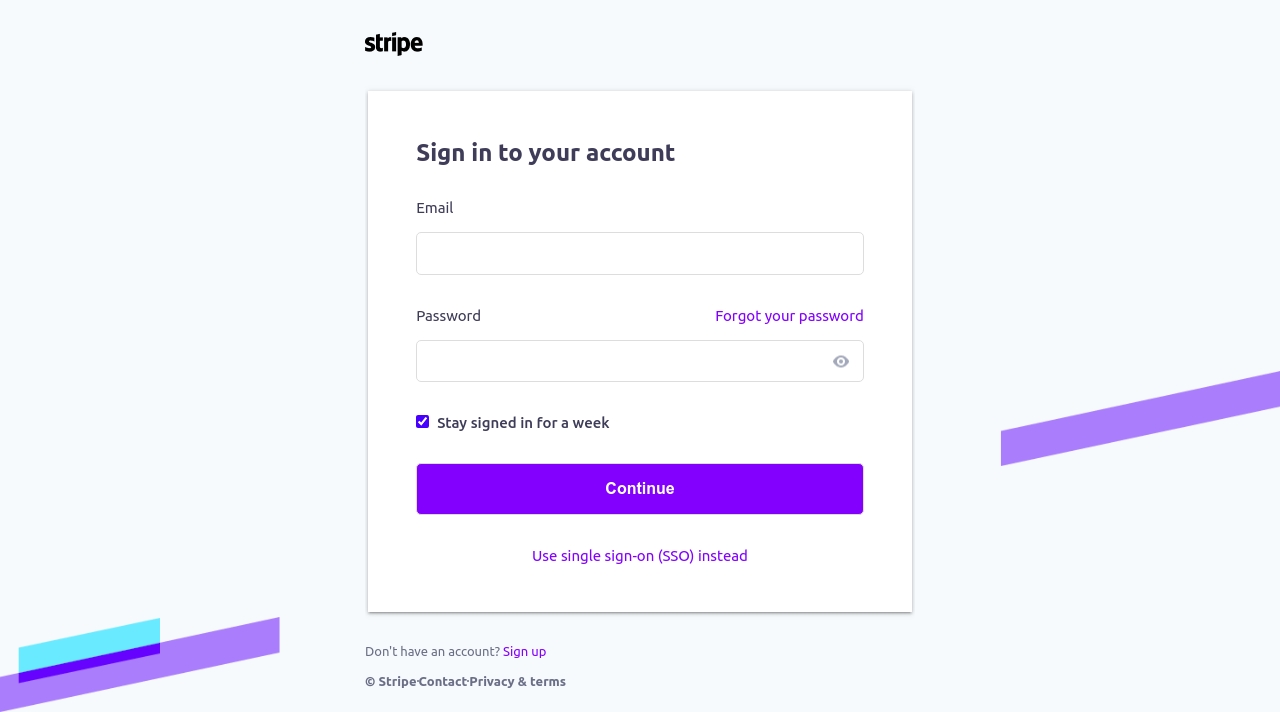 stripe
Sign in to your account
Email
Password
Forgot your password
Stay signed in for a week
Continue
Use single sign-on (SSO) instead
Don't have an account? Sign up
© Stripe·Contact·Privacy & terms